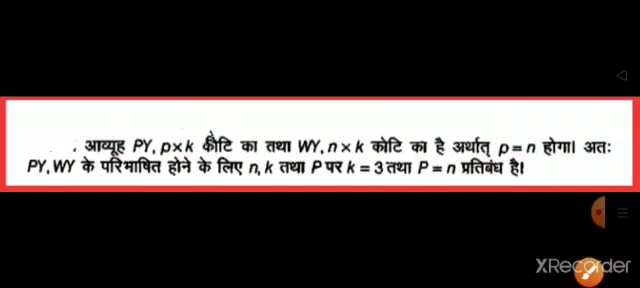 आव्यूह PY, p×k कोटि का तथा WY, n×k कोटि का है अर्थात् p=n होगा। अतः
PY, WY के परिभाषित होने के लिए n, k तथा P पर k=3 तथा P=n प्रतिबंध है।
XRecorder